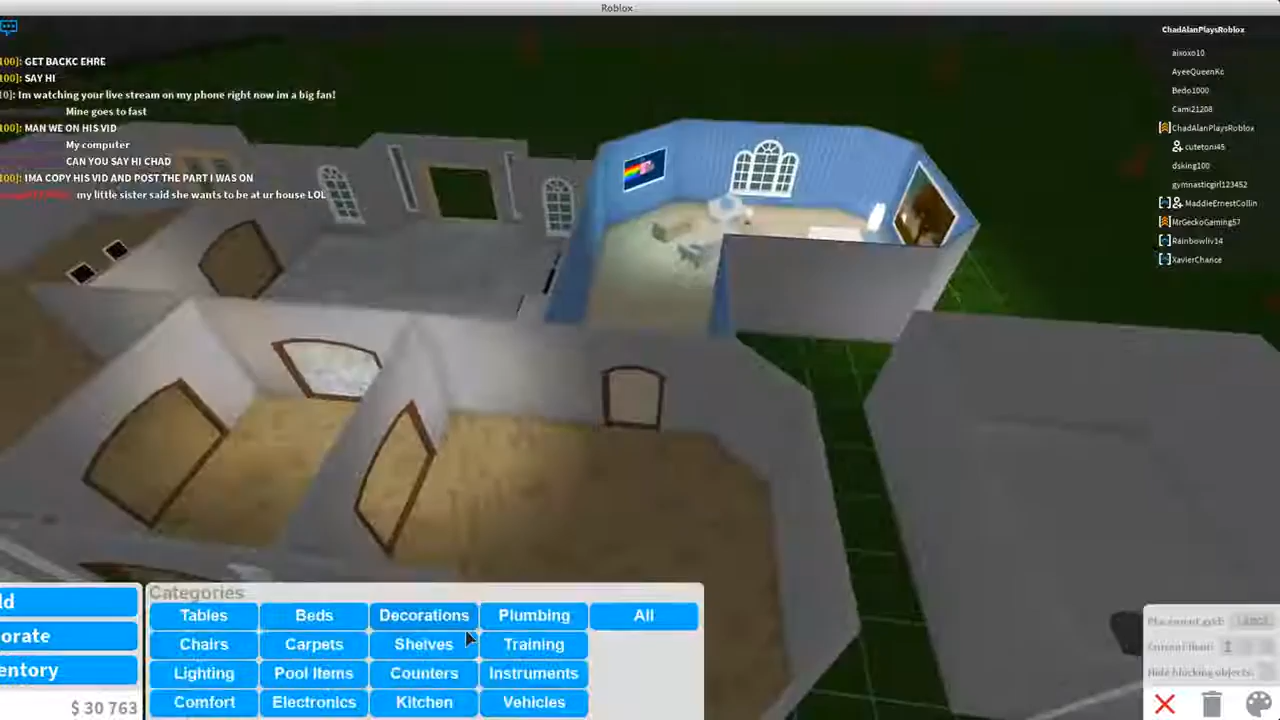 Roblox
100]: GET BACKC EHRE
100]: SAY HI
0]: Im watching your live stream on my phone right now im a big fan!
Mine goes to fast
100]: MAN WE ON HIS VID
My computer
CAN YOU SAY HI CHAD
100]: IMA COPY HIS VID AND POST THE PART I WAS ON
my little sister said she wants to be at ur house LOL
ChadAlanPlaysRoblox
aixoxo10
AyeeQueenKc
Bedo1000
Cami21208
ChadAlanPlaysRoblox
cutetoni45
dsking100
gymnasticgirl123452
MaddieErnestCollin
MrGeckoGaming57
Rainbowliv14
XavierChance
ld
orate
entory
$ 30 763
Categories
Tables Beds Decorations Plumbing All
Chairs Carpets Shelves Training
Lighting Pool Items Counters Instruments
Comfort Electronics Kitchen Vehicles
Placement grid: LARGE
Current floor: 1
Hide blocking objects: